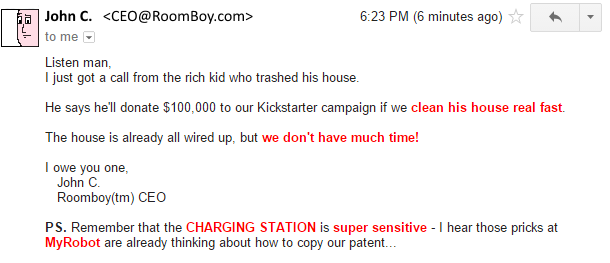 John C. <CEO@RoomBoy.com> 6:23 PM (6 minutes ago)
to me
Listen man,
I just got a call from the rich kid who trashed his house.
He says he'll donate $100,000 to our Kickstarter campaign if we clean his house real fast.
The house is already all wired up, but we don't have much time!
I owe you one,
John C.
Roomboy(tm) CEO
PS. Remember that the CHARGING STATION is super sensitive - I hear those pricks at
MyRobot are already thinking about how to copy our patent...